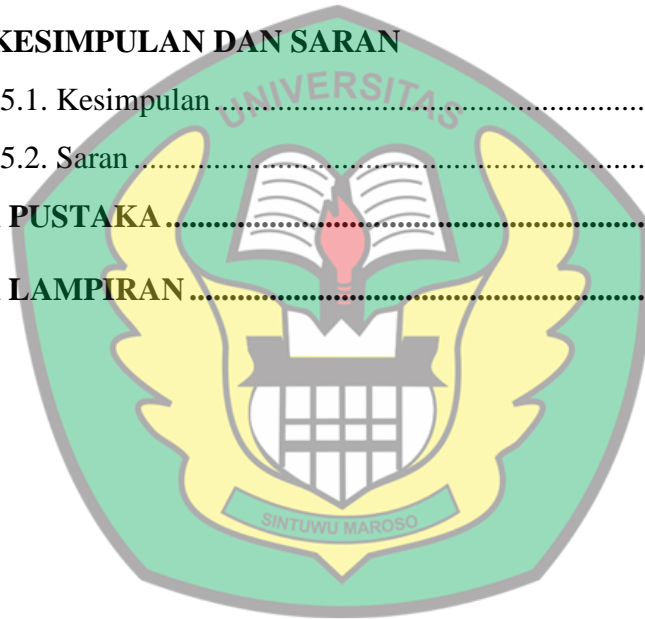 KESIMPULAN DAN SARAN
UNIVERSITAS
5.1. Kesimpulan........................................................
5.2. Saran...................................................................
PUSTAKA...............................................................
LAMPIRAN............................................................
SINTUWU MAROSO